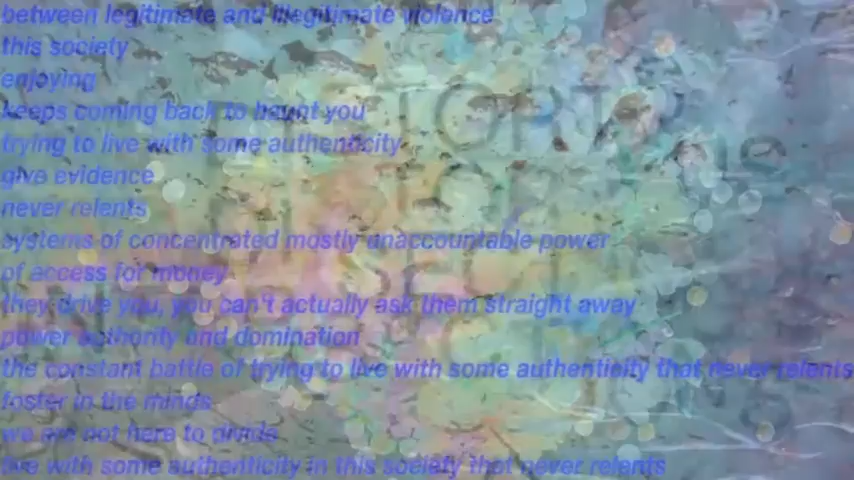 between legitimate and illegitimate violence
this society
enjoying
keeps coming back to haunt you
trying to live with some authenticity
give evidence
never relents
systems of concentrated mostly unaccountable power
of access for money
they drive you, you can't actually ask them straight away
power authority and domination
the constant battle of trying to live with some authenticity that never relents
foster in the minds
we are not here to divide
live with some authenticity in this society that never relents